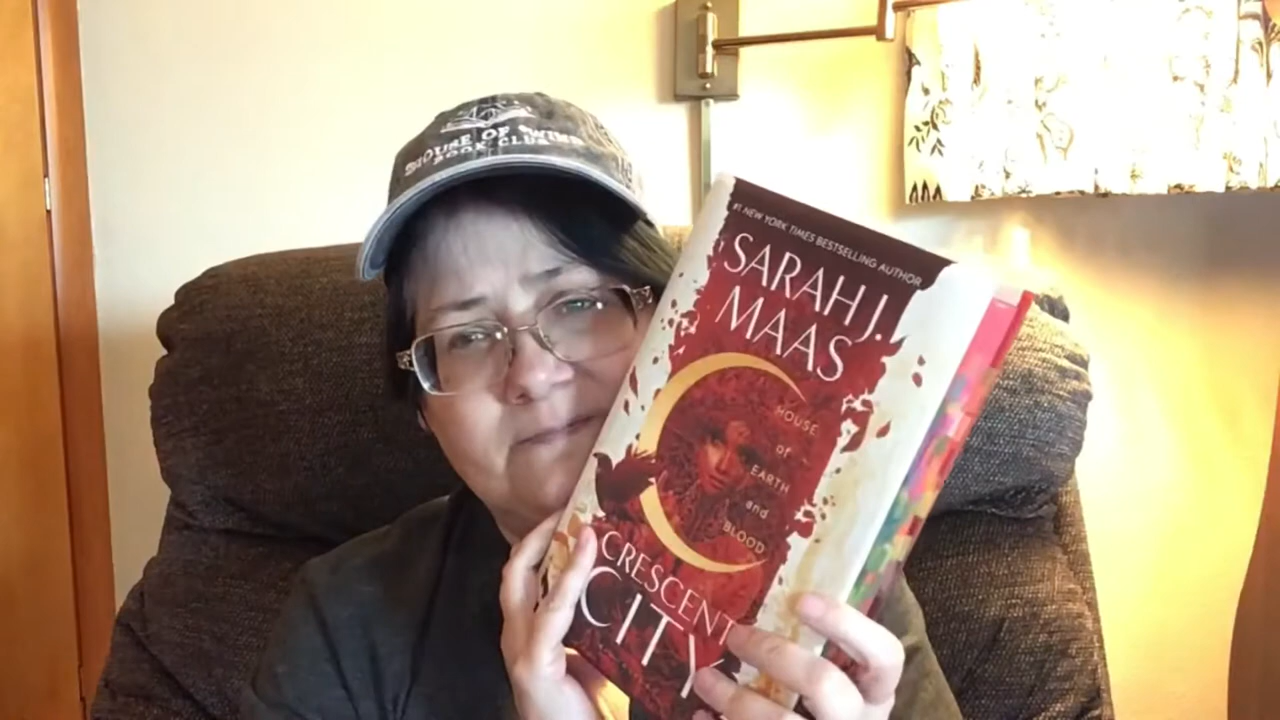 HOUSE OF WIND
BOOK CLUB
#1 NEW YORK TIMES BESTSELLING AUTHOR
SARAH J.
MAAS
HOUSE
of
EARTH
and
BLOOD
CRESCENT
CITY